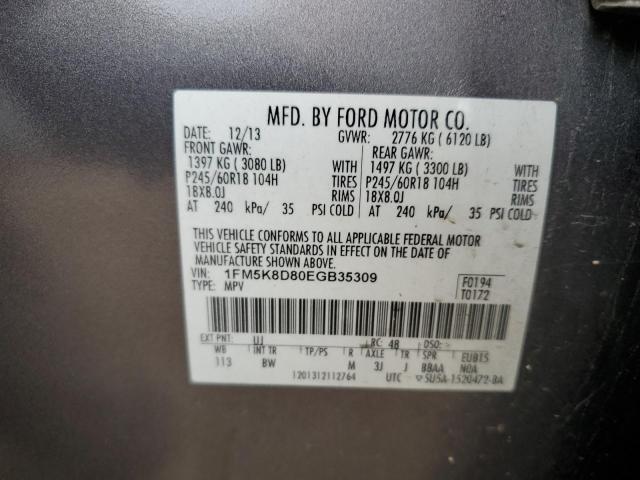 MFD. BY FORD MOTOR CO.
DATE: 12/13 GVWR: 2776 KG ( 6120 LB)
FRONT GAWR: REAR GAWR:
1397 KG ( 3080 LB) WITH 1497 KG ( 3300 LB) WITH
P245/60R18 104H TIRES P245/60R18 104H TIRES
18X8.0J RIMS 18X8.0J RIMS
AT 240 kPa/ 35 PSI COLD AT 240 kPa/ 35 PSI COLD
THIS VEHICLE CONFORMS TO ALL APPLICABLE FEDERAL MOTOR
VEHICLE SAFETY STANDARDS IN EFFECT ON THE DATE OF
MANUFACTURE SHOWN ABOVE.
VIN: 1FM5K8D80EGB35309 F0194
TYPE: MPV T0172
EXT PNT: UJ RC: 48 DSO:
WB INT TR TP/PS R AXLE TR SPR EUBTS
113 BW M 3J J BBAA NOA
1201312112764 UTC ▽5U5A-1520472-BA